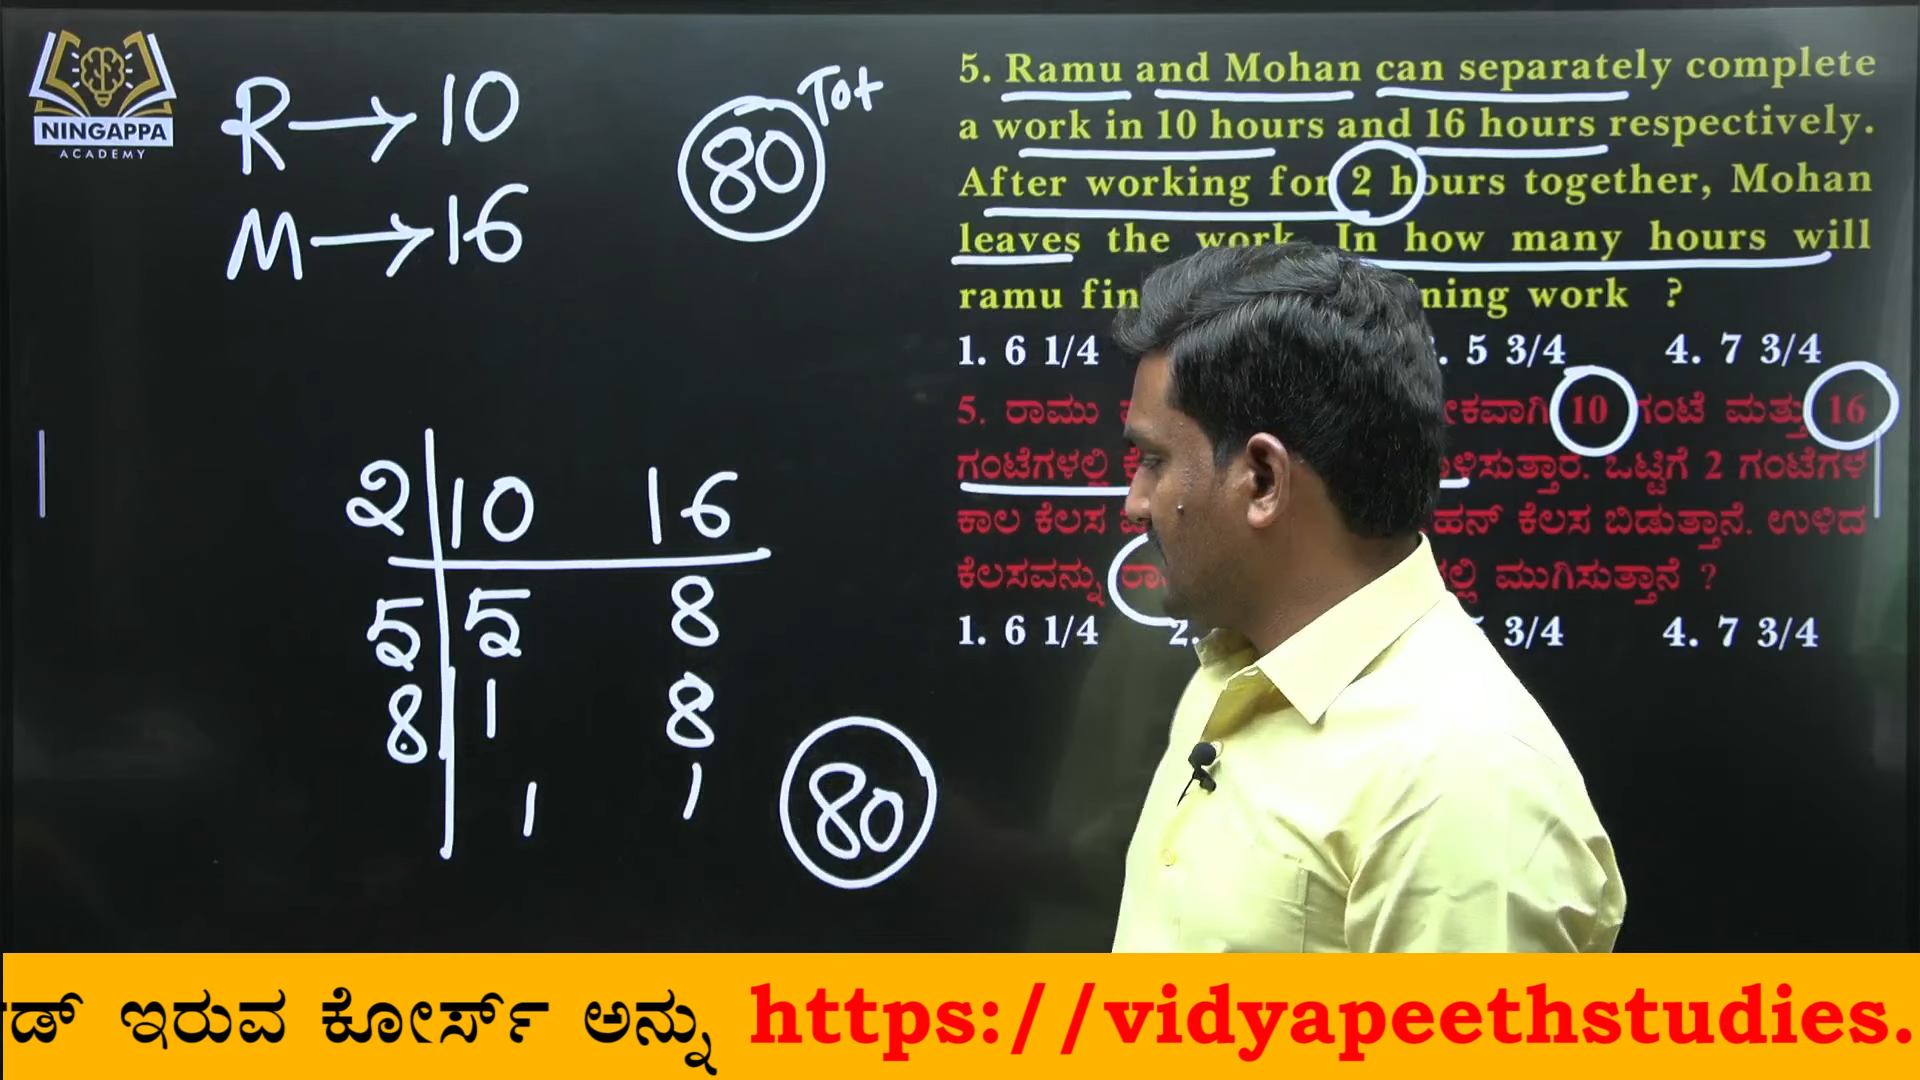 NINGAPPA
ACADEMY
R → 10
M → 16
80 Tot
2 10 16
5 5 8
8 1 8
1 1
80
5. Ramu and Mohan can separately complete
a work in 10 hours and 16 hours respectively.
After working for 2 hours together, Mohan
leaves the work. In how many hours will
ramu work ?
1. 6 1/4 5 3/4 4. 7 3/4
5. ರಾಮು 10 ಗಂಟೆ ಮತ್ತು 16
ಗಂಟೆಗಳಲ್ಲಿ ಒಟ್ಟಿಗೆ 2 ಗಂಟೆಗಳ
ಕಾಲ ಕೆಲಸ ಕೆಲಸ ಬಿಡುತ್ತಾನೆ. ಉಳಿದ
ಕೆಲಸವನ್ನು ಮುಗಿಸುತ್ತಾನೆ ?
1. 6 1/4 2. 3/4 4. 7 3/4
ಇರುವ ಕೋರ್ಸ್ ಅನ್ನು https://vidyapeethstudies.